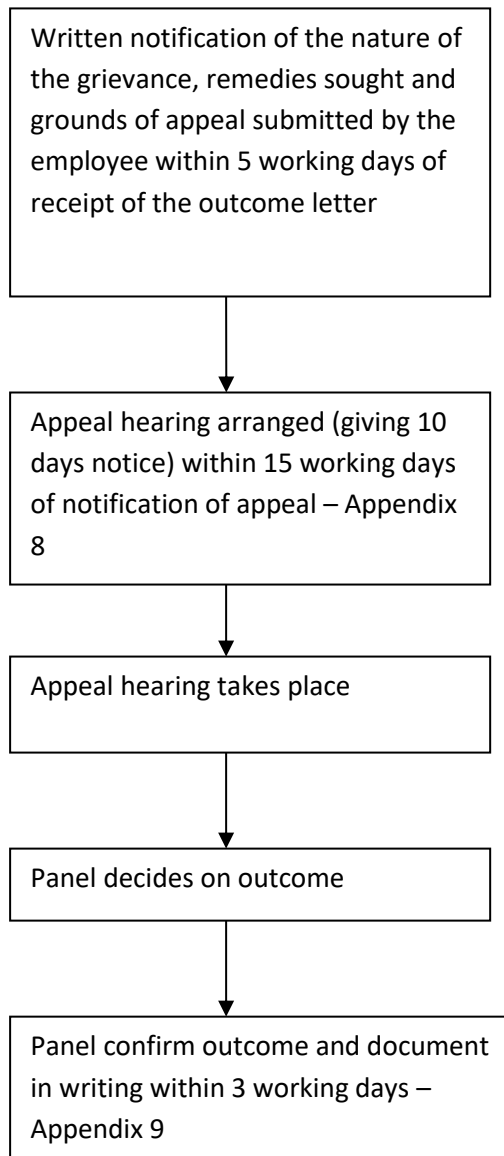 Written notification of the nature of
the grievance, remedies sought and
grounds of appeal submitted by the
employee within 5 working days of
receipt of the outcome letter
Appeal hearing arranged (giving 10
days notice) within 15 working days
of notification of appeal – Appendix
8
Appeal hearing takes place
Panel decides on outcome
Panel confirm outcome and document
in writing within 3 working days –
Appendix 9